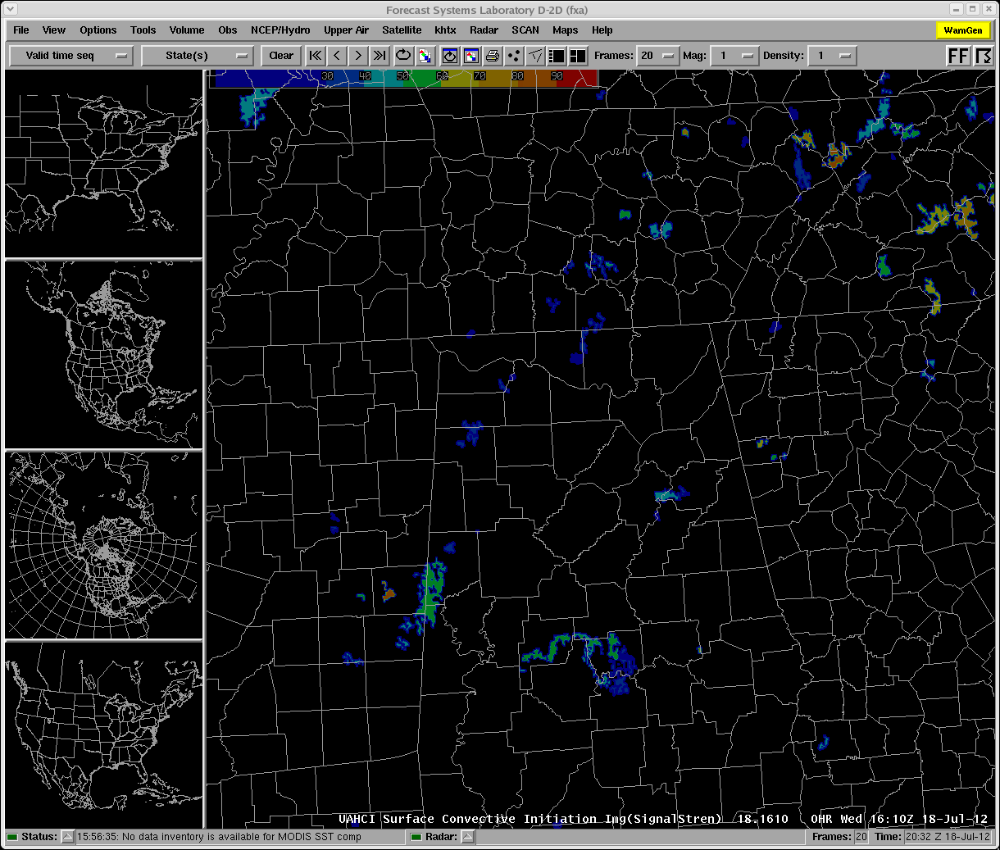 Forecast Systems Laboratory D-2D (fxa)
File View Options Tools Volume Obs NCEP/Hydro Upper Air Satellite khtx Radar SCAN Maps Help WarnGen
Valid time seq State(s) Clear Frames: 20 Mag: 1 Density: 1 FF
30 40 50 60 70 80 90
UAHCI Surface Convective Initiation Img(SignalStren) 18.1610 0HR Wed 16:10Z 18-Jul-12
Status: 15:56:35: No data inventory is available for MODIS SST comp Radar: Frames: 20 Time: 20:32 Z 18-Jul-12